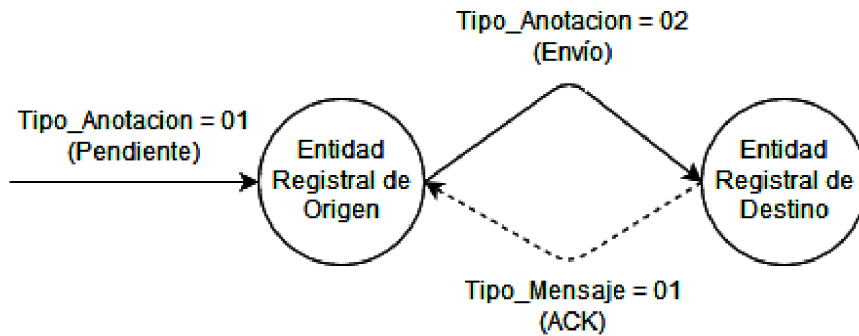 Tipo_Anotacion = 02
(Envío)
Tipo_Anotacion = 01
(Pendiente)
Entidad
Registral de
Origen
Entidad
Registral de
Destino
Tipo_Mensaje = 01
(ACK)